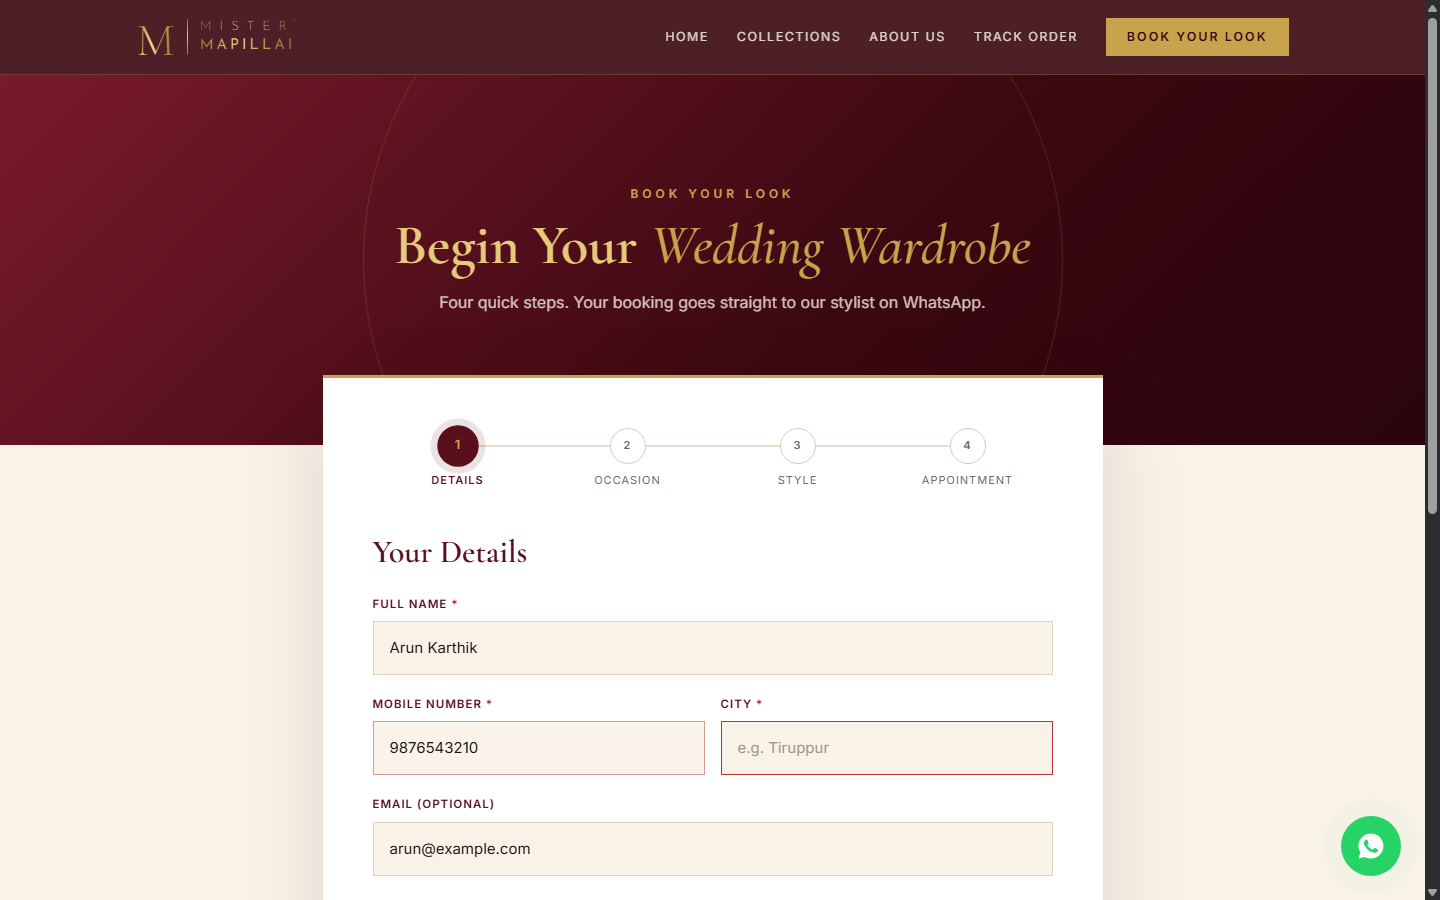 M | MISTER
MAPILLAI
HOME COLLECTIONS ABOUT US TRACK ORDER BOOK YOUR LOOK
BOOK YOUR LOOK
Begin Your Wedding Wardrobe
Four quick steps. Your booking goes straight to our stylist on WhatsApp.
1 2 3 4
DETAILS OCCASION STYLE APPOINTMENT
Your Details
FULL NAME *
Arun Karthik
MOBILE NUMBER * CITY *
9876543210 e.g. Tiruppur
EMAIL (OPTIONAL)
arun@example.com